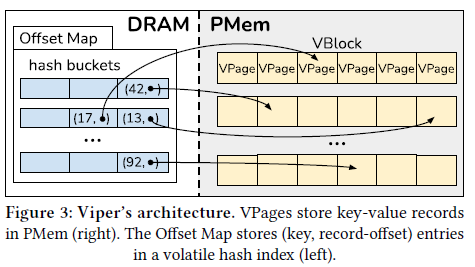 DRAM
PMem
Offset Map
hash buckets
(42, )
(17, ) (13, )
...
(92, )
VBlock
VPage VPage VPage VPage VPage VPage
...
Figure 3: Viper's architecture. VPages store key-value records
in PMem (right). The Offset Map stores (key, record-offset) entries
in a volatile hash index (left).